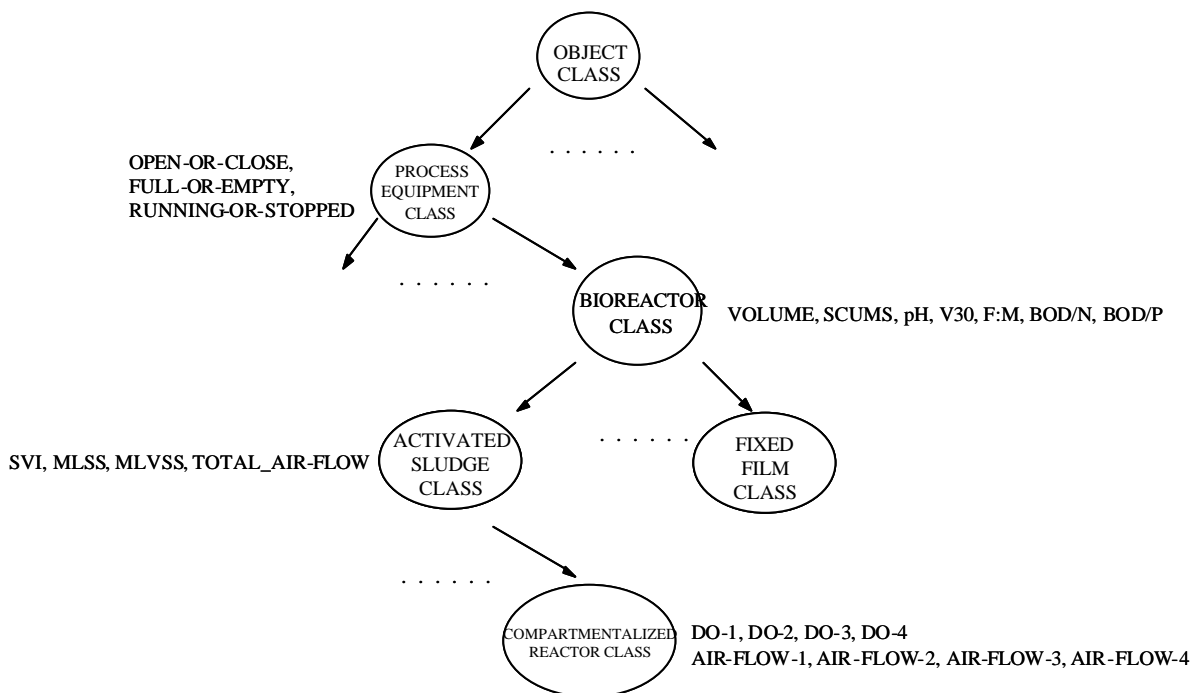 OBJECT
CLASS
. . . . . .
OPEN-OR-CLOSE,
FULL-OR-EMPTY,
RUNNING-OR-STOPPED
PROCESS
EQUIPMENT
CLASS
. . . . . .
BIOREACTOR
CLASS
VOLUME, SCUMS, pH, V30, F:M, BOD/N, BOD/P
SVI, MLSS, MLVSS, TOTAL_AIR-FLOW
ACTIVATED
SLUDGE
CLASS
. . . . . .
FIXED
FILM
CLASS
. . . . . .
COMPARTMENTALIZED
REACTOR CLASS
DO-1, DO-2, DO-3, DO-4
AIR-FLOW-1, AIR-FLOW-2, AIR-FLOW-3, AIR-FLOW-4